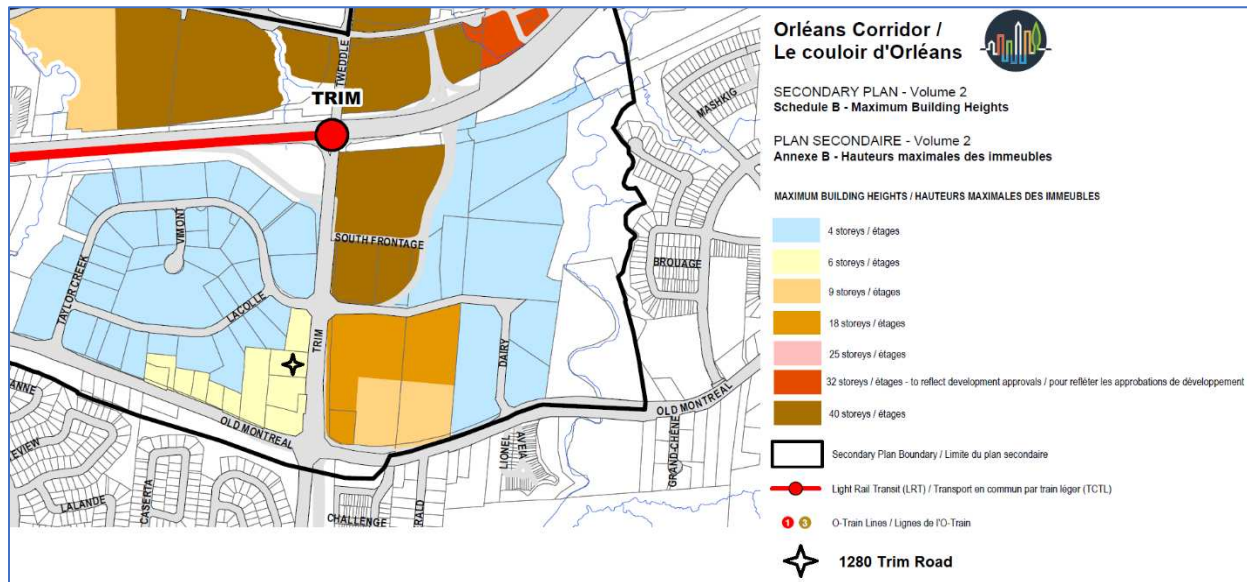 TWEDDLE
TRIM
MASHKIG
SOUTH FRONTAGE
VIMONT
TAYLOR CREEK
LACOLLE
TRIM
DAIRY
BROUAGE
OLD MONTREAL
OLD MONTREAL
LALANDE
CASERTA
CHALLENGE
LIONEL
AVEIA
GRAND-CHÊNE
Orléans Corridor /
Le couloir d'Orléans
SECONDARY PLAN - Volume 2
Schedule B - Maximum Building Heights
PLAN SECONDAIRE - Volume 2
Annexe B - Hauteurs maximales des immeubles
MAXIMUM BUILDING HEIGHTS / HAUTEURS MAXIMALES DES IMMEUBLES
4 storeys / étages
6 storeys / étages
9 storeys / étages
18 storeys / étages
25 storeys / étages
32 storeys / étages - to reflect development approvals / pour refléter les approbations de développement
40 storeys / étages
Secondary Plan Boundary / Limite du plan secondaire
Light Rail Transit (LRT) / Transport en commun par train léger (TCTL)
1 3 O-Train Lines / Lignes de l'O-Train
1280 Trim Road